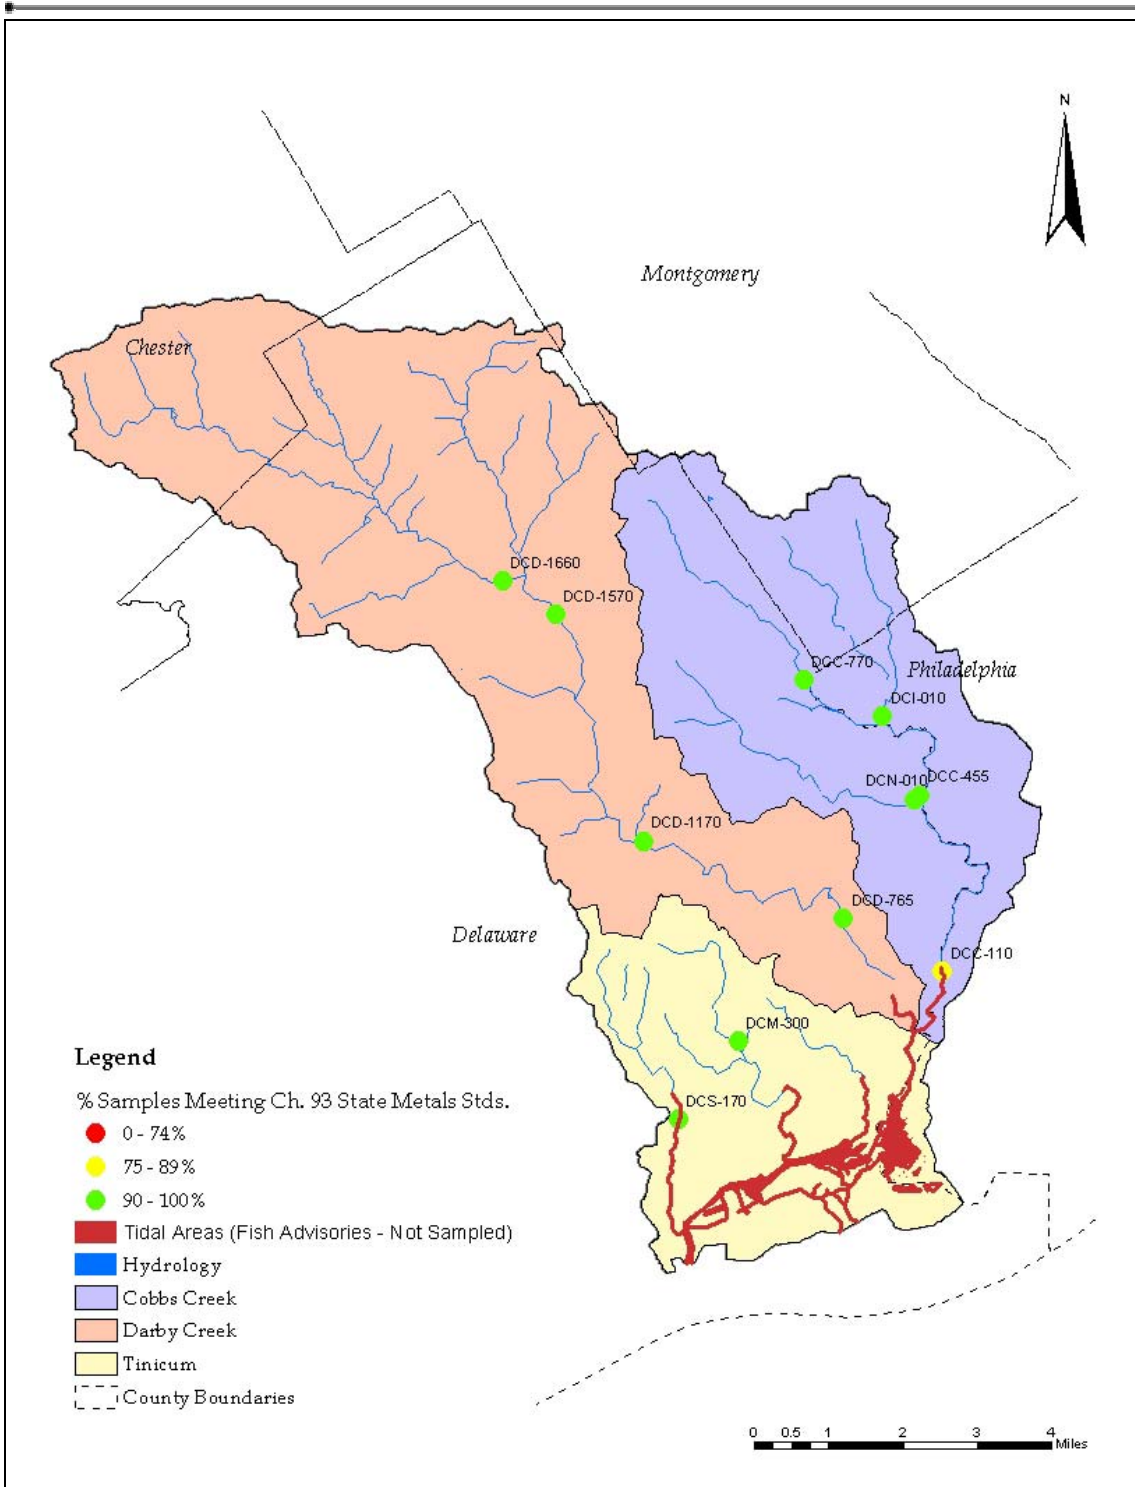 N
Montgomery
Chester
DCD-1660
DCD-1570
DCC-770
Philadelphia
DCI-010
DCN-010
DCC-455
DCD-1170
DCD-765
Delaware
DCC-110
DCM-300
DCS-170
Legend
% Samples Meeting Ch. 93 State Metals Stds.
0 - 74%
75 - 89%
90 - 100%
Tidal Areas (Fish Advisories - Not Sampled)
Hydrology
Cobbs Creek
Darby Creek
Tinicum
County Boundaries
0 0.5 1 2 3 4
Miles